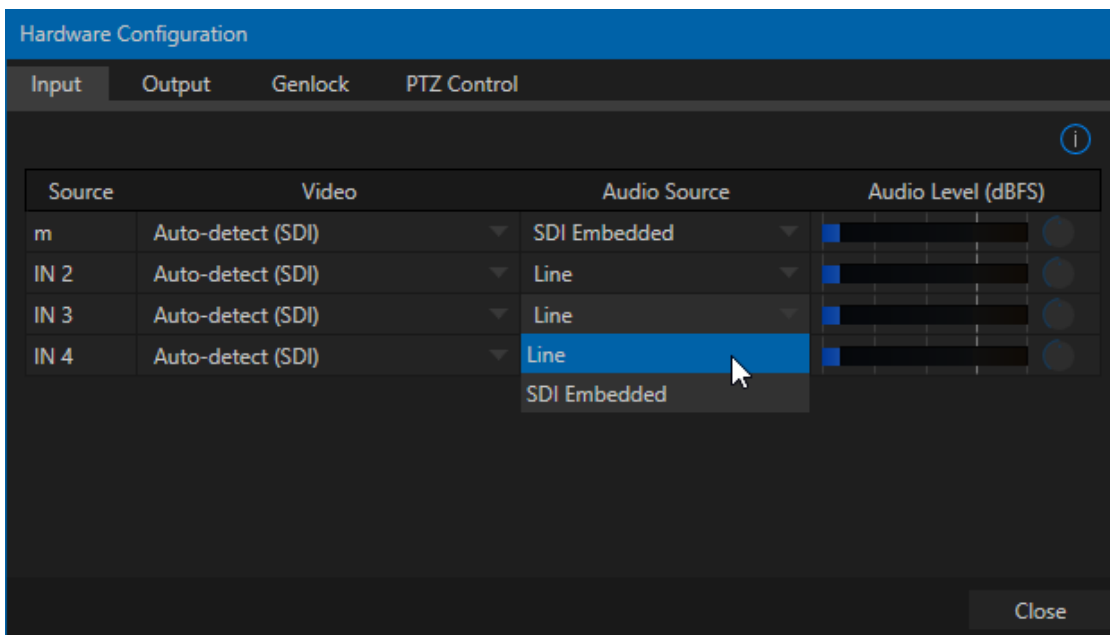 Hardware Configuration
Input Output Genlock PTZ Control
i
Source Video Audio Source Audio Level (dBFS)
m Auto-detect (SDI) SDI Embedded
IN 2 Auto-detect (SDI) Line
IN 3 Auto-detect (SDI) Line
IN 4 Auto-detect (SDI) Line
SDI Embedded
Close